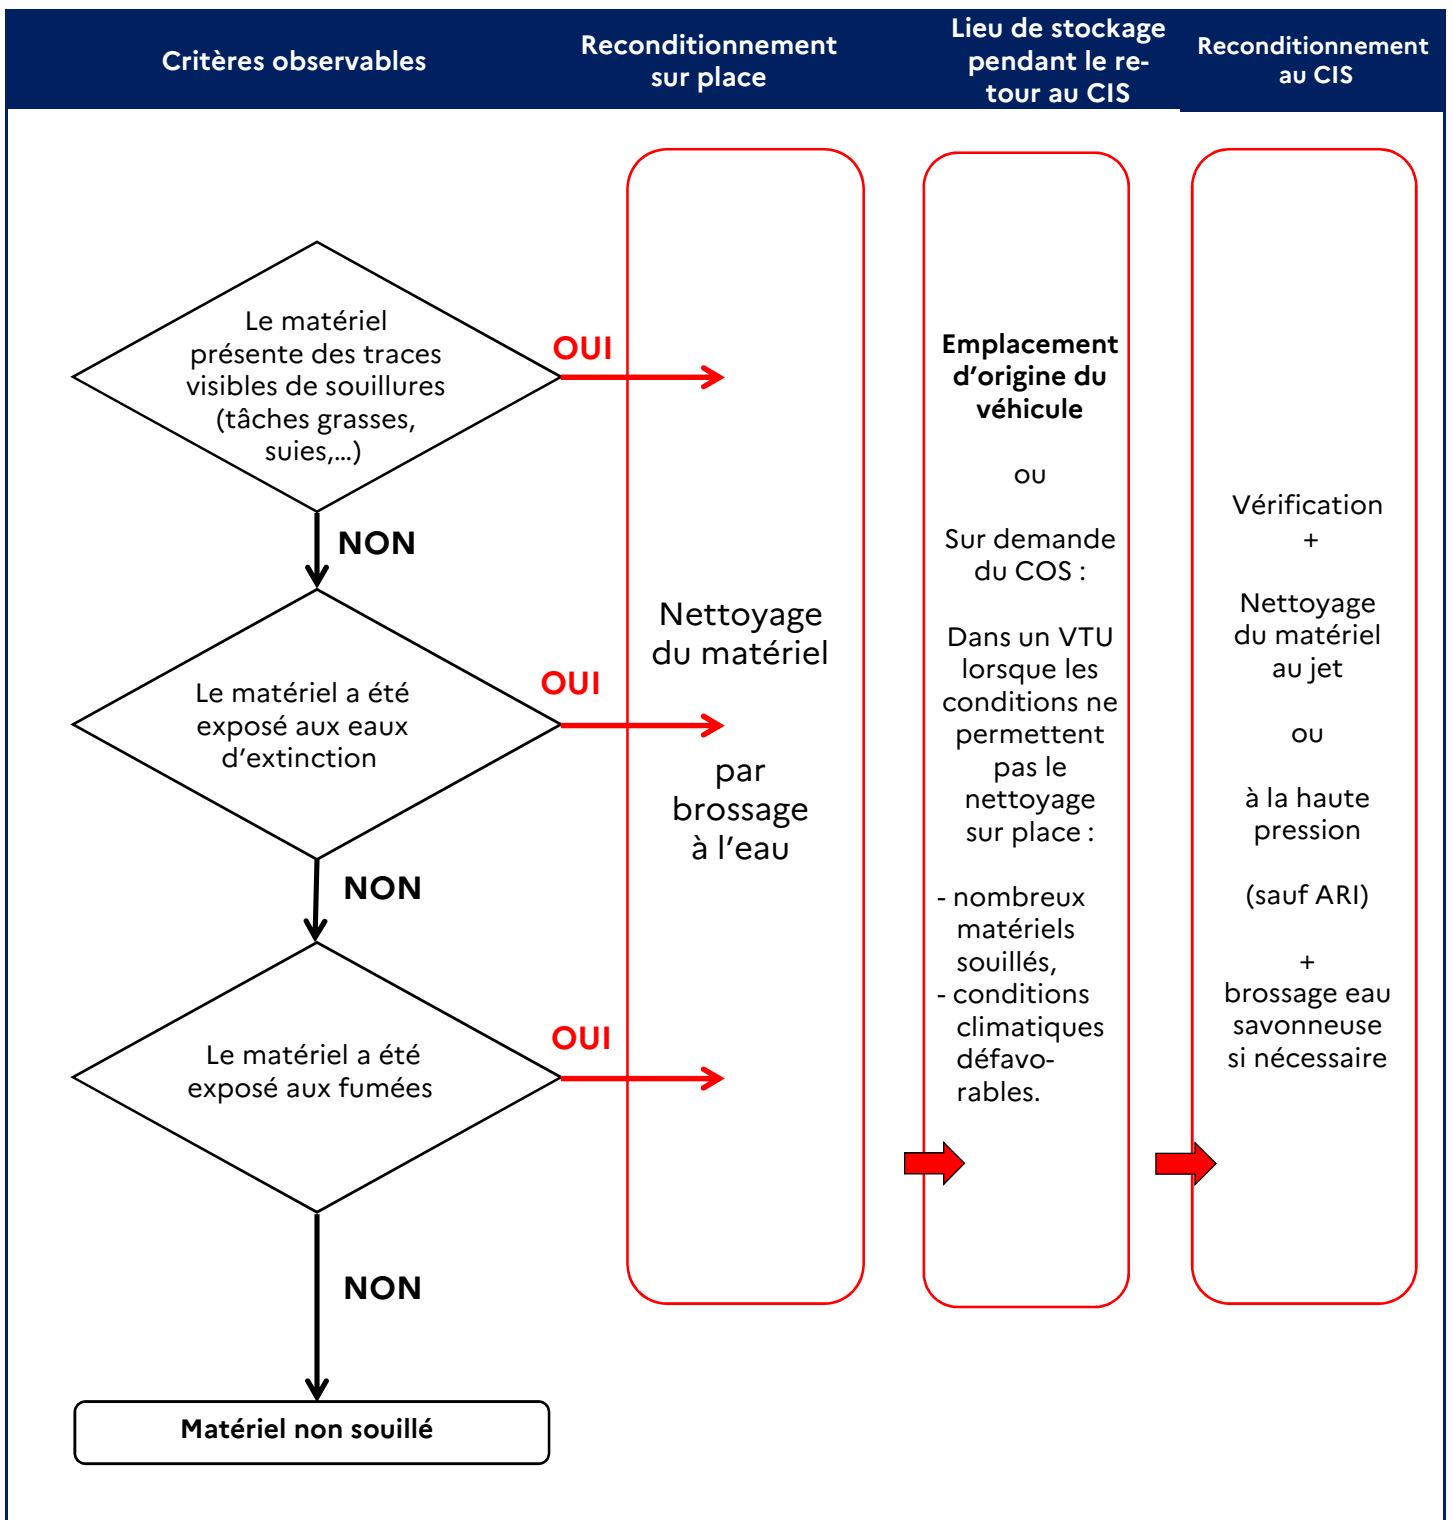 Critères observables
Reconditionnement
sur place
Lieu de stockage
pendant le re-
tour au CIS
Reconditionnement
au CIS
Le matériel
présente des traces
visibles de souillures
(tâches grasses,
suies,...)
OUI
NON
Le matériel a été
exposé aux eaux
d’extinction
OUI
NON
Le matériel a été
exposé aux fumées
OUI
NON
Matériel non souillé
Nettoyage
du matériel
par
brossage
à l’eau
Emplacement
d’origine du
véhicule
ou
Sur demande
du COS :
Dans un VTU
lorsque les
conditions ne
permettent
pas le
nettoyage
sur place :
- nombreux
matériels
souillés,
- conditions
climatiques
défavo-
rables.
Vérification
+
Nettoyage
du matériel
au jet
ou
à la haute
pression
(sauf ARI)
+
brossage eau
savonneuse
si nécessaire